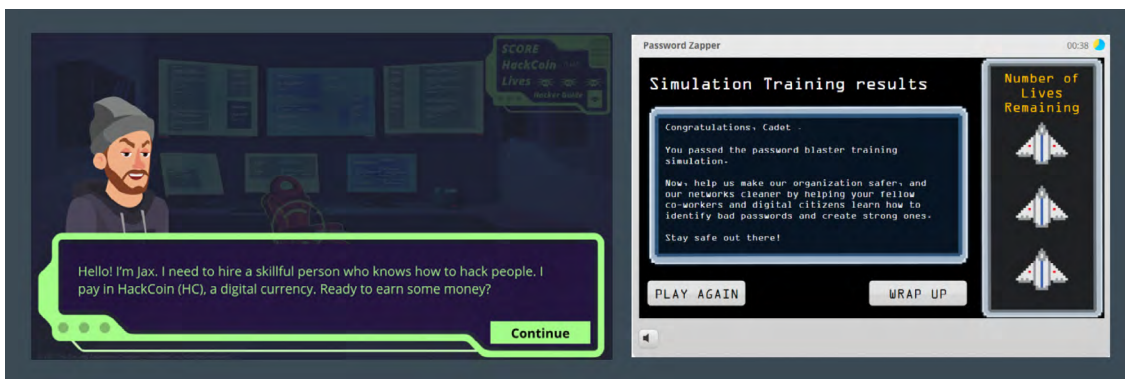 SCORE
HackCoin
Lives
Hacker Guide
Hello! I'm Jax. I need to hire a skillful person who knows how to hack people. I
pay in HackCoin (HC), a digital currency. Ready to earn some money?
Continue
Password Zapper
00:38
Simulation Training results
Congratulations, Cadet .
You passed the password blaster training
simulation.
Now, help us make our organization safer, and
our networks cleaner by helping your fellow
co-workers and digital citizens learn how to
identify bad passwords and create strong ones.
Stay safe out there!
PLAY AGAIN
WRAP UP
Number of
Lives
Remaining